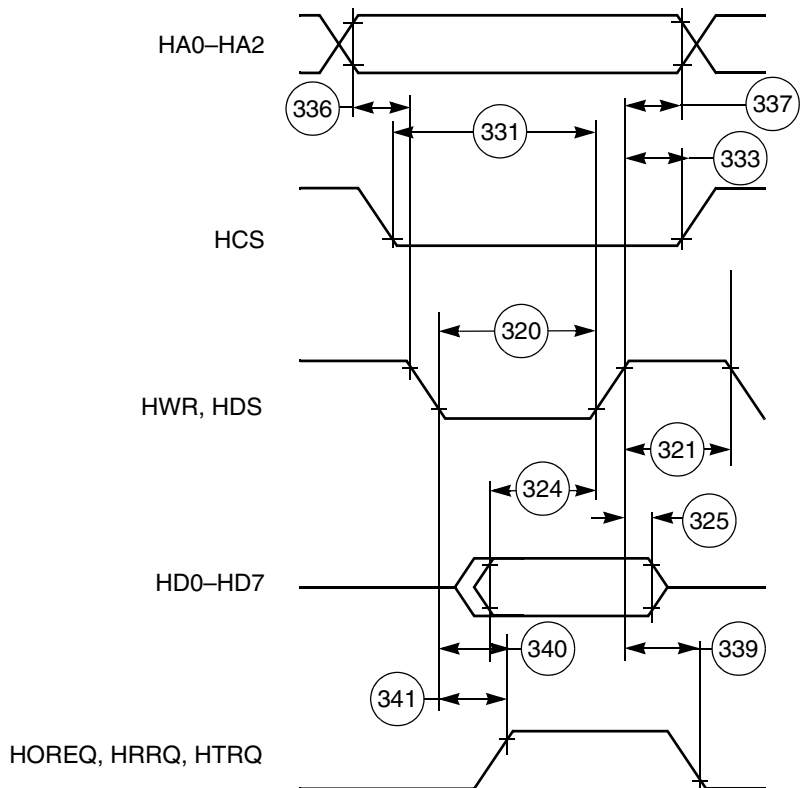 HA0–HA2
336
337
331
333
HCS
320
HWR, HDS
321
324
325
HD0–HD7
340
339
341
HOREQ, HRRQ, HTRQ